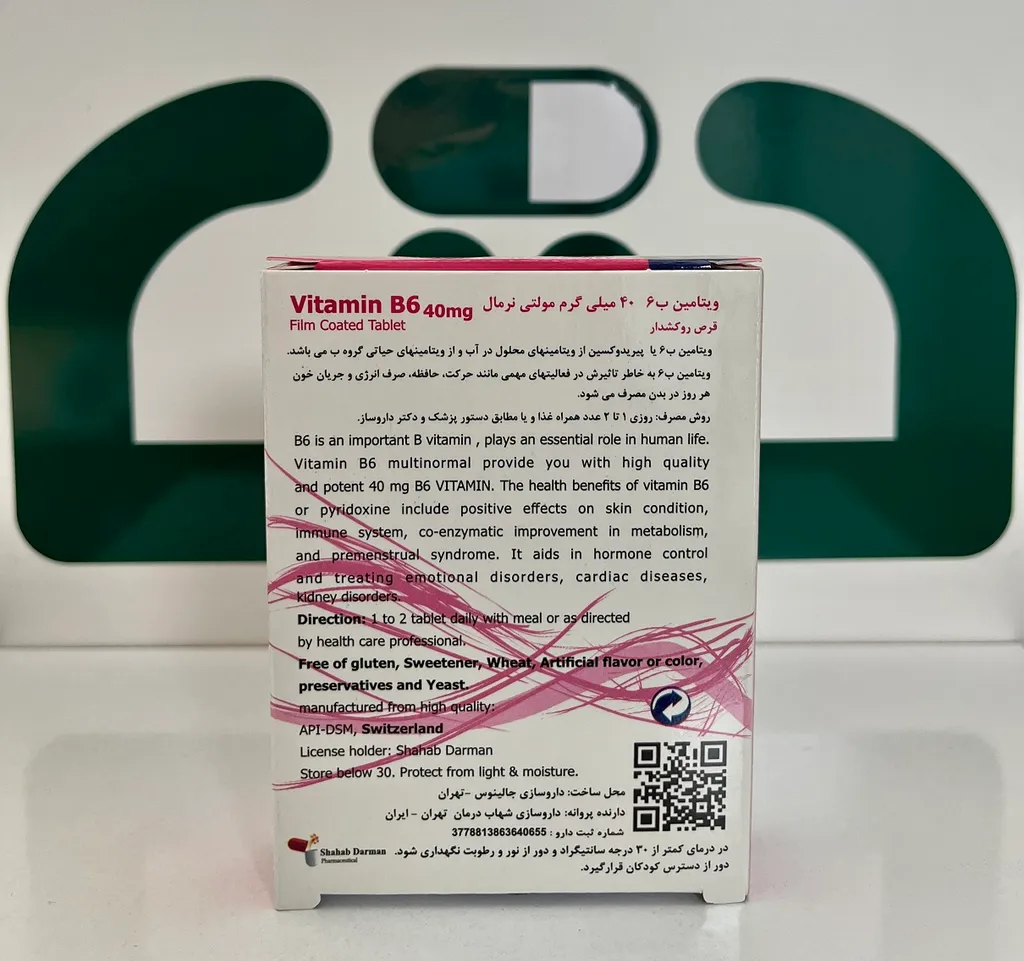 Vitamin B6 40mg ویتامین ب۶ ۴۰ میلی گرم مولتی نرمال
Film Coated Tablet قرص روکشدار
ویتامین ب۶ یا پیریدوکسین از ویتامینهای محلول در آب و از ویتامینهای حیاتی گروه ب می باشد.
ویتامین ب۶ به خاطر تاثیرش در فعالیتهای مهمی مانند حرکت، حافظه، صرف انرژی و جریان خون
هر روز در بدن مصرف می شود.
روش مصرف: روزی ۱ تا ۲ عدد همراه غذا و یا مطابق دستور پزشک و دکتر داروساز.
B6 is an important B vitamin , plays an essential role in human life.
Vitamin B6 multinormal provide you with high quality
and potent 40 mg B6 VITAMIN. The health benefits of vitamin B6
or pyridoxine include positive effects on skin condition,
immune system, co-enzymatic improvement in metabolism,
and premenstrual syndrome. It aids in hormone control
and treating emotional disorders, cardiac diseases,
kidney disorders.
Direction: 1 to 2 tablet daily with meal or as directed
by health care professional.
Free of gluten, Sweetener, Wheat, Artificial flavor or color,
preservatives and Yeast.
manufactured from high quality:
API-DSM, Switzerland
License holder: Shahab Darman
Store below 30. Protect from light & moisture.
محل ساخت: داروسازی جالینوس -تهران
دارنده پروانه: داروسازی شهاب درمان تهران - ایران
شماره ثبت دارو : 3778813863640655
Shahab Darman
Pharmaceutical
در درمای کمتر از ۳۰ درجه سانتیگراد و دور از نور و رطوبت نگهداری شود.
دور از دسترس کودکان قرارگیرد.